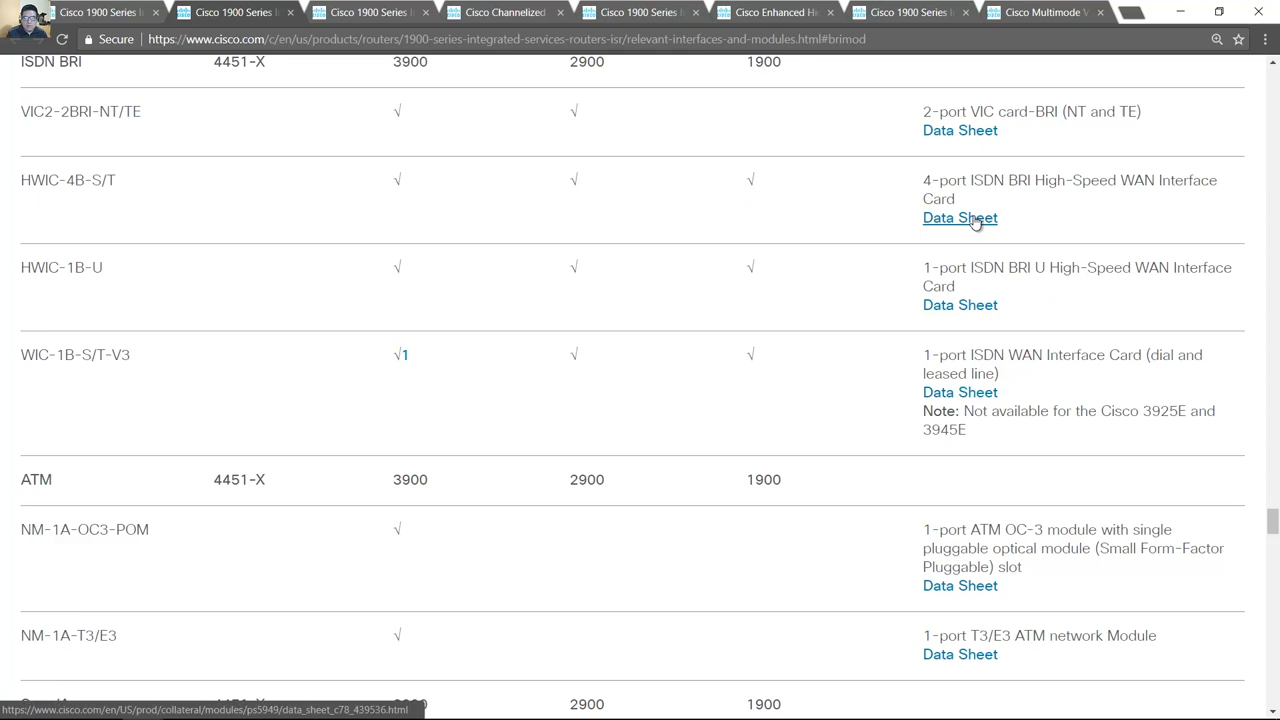 Cisco 1900 Series I
Cisco 1900 Series I
Cisco 1900 Series I
Cisco Channelized
Cisco 1900 Series I
Cisco Enhanced Hi
Cisco 1900 Series I
Cisco Multimode V
Secure
https://www.cisco.com/c/en/us/products/routers/1900-series-integrated-services-routers-isr/relevant-interfaces-and-modules.html#brimod
ISDN BRI 4451-X 3900 2900 1900
VIC2-2BRI-NT/TE √ √ 2-port VIC card-BRI (NT and TE)
Data Sheet
HWIC-4B-S/T √ √ √ 4-port ISDN BRI High-Speed WAN Interface
Card
Data Sheet
HWIC-1B-U √ √ √ 1-port ISDN BRI U High-Speed WAN Interface
Card
Data Sheet
WIC-1B-S/T-V3 √1 √ √ 1-port ISDN WAN Interface Card (dial and
leased line)
Data Sheet
Note: Not available for the Cisco 3925E and
3945E
ATM 4451-X 3900 2900 1900
NM-1A-OC3-POM √ 1-port ATM OC-3 module with single
pluggable optical module (Small Form-Factor
Pluggable) slot
Data Sheet
NM-1A-T3/E3 √ 1-port T3/E3 ATM network Module
Data Sheet
4451-X 3900 2900 1900
https://www.cisco.com/en/US/prod/collateral/modules/ps5949/data_sheet_c78_439536.html